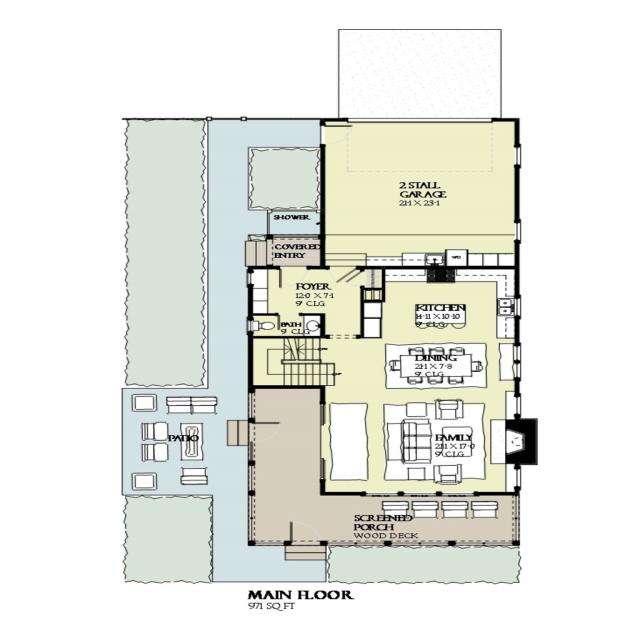 2 STALL
GARAGE
21-1 X 23-1
SHOWER
COVERED
ENTRY
FOYER
12-0 X 7-1
9' CLG
BATH
9' CLG
KITCHEN
14-11 X 10-10
9' CLG
DINING
21-1 X 7-8
9' CLG
PATIO
FAMILY
21-1 X 17-0
9' CLG
SCREENED
PORCH
WOOD DECK
MAIN FLOOR
971 SQ FT